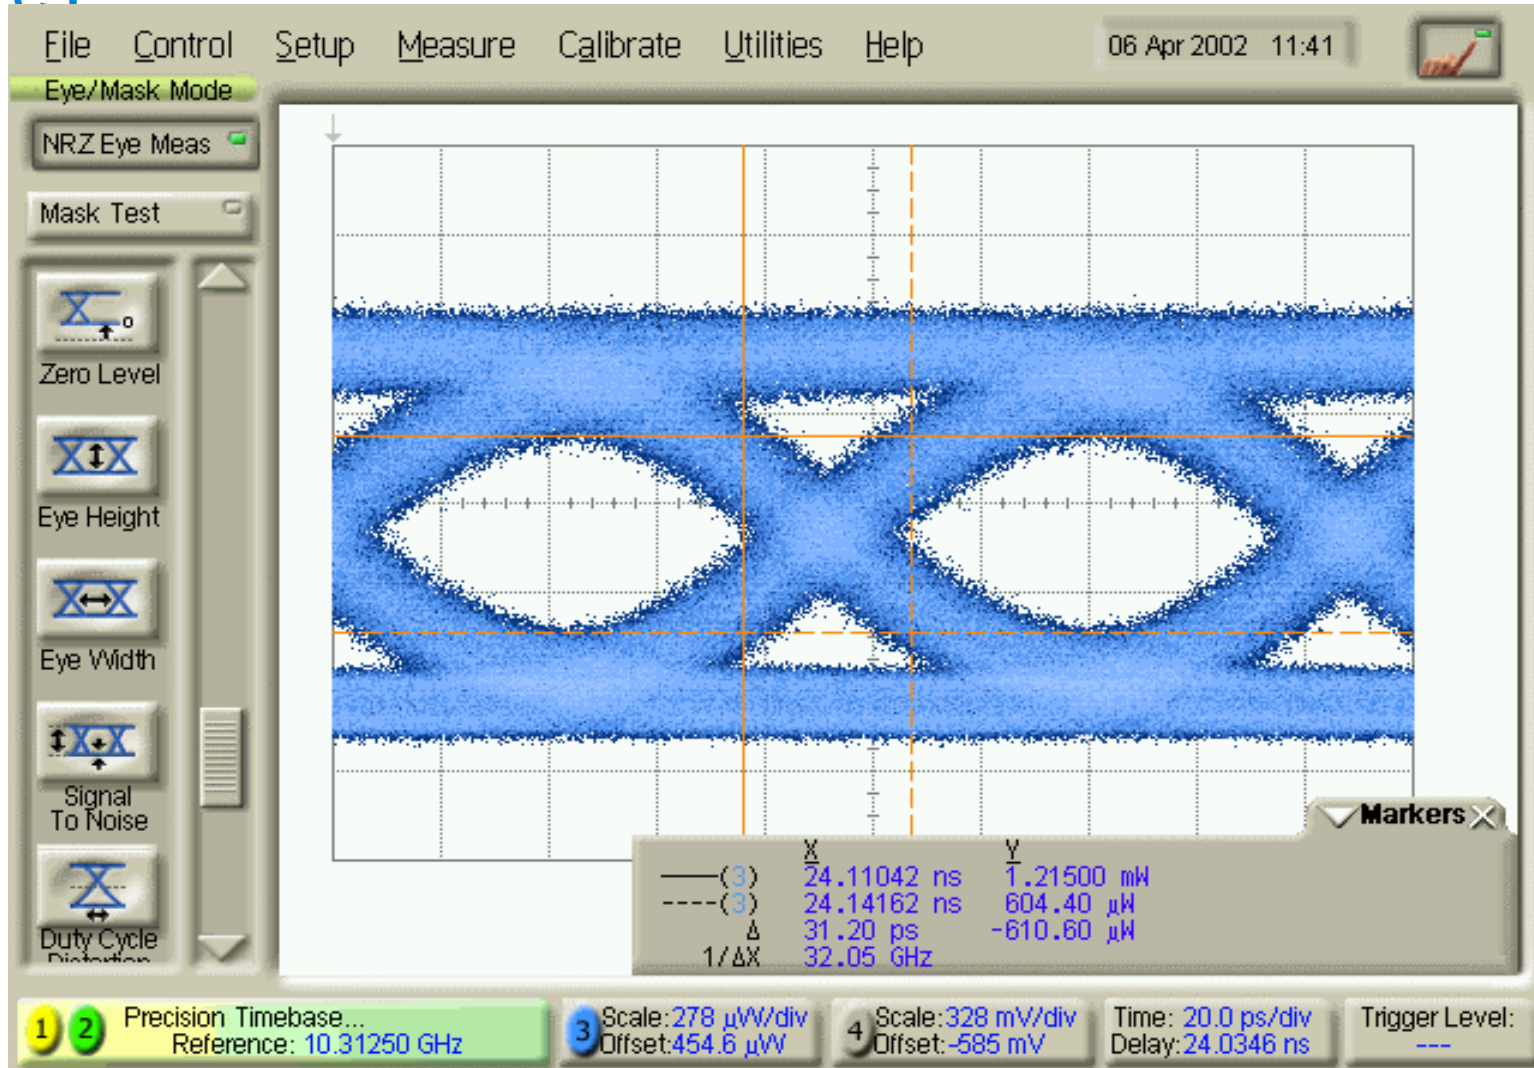 File Control Setup Measure Calibrate Utilities Help 06 Apr 2002 11:41
Eye/Mask Mode
NRZ Eye Meas
Mask Test
Zero Level
Eye Height
Eye Width
Signal
To Noise
Duty Cycle
Distortion
Markers
X Y
——(3) 24.11042 ns 1.21500 mW
----(3) 24.14162 ns 604.40 µW
Δ 31.20 ps -610.60 µW
1/ΔX 32.05 GHz
1 2 Precision Timebase...
Reference: 10.31250 GHz
3 Scale:278 µW/div
Offset:454.6 µW
4 Scale:328 mV/div
Offset:-585 mV
Time: 20.0 ps/div
Delay:24.0346 ns
Trigger Level:
---